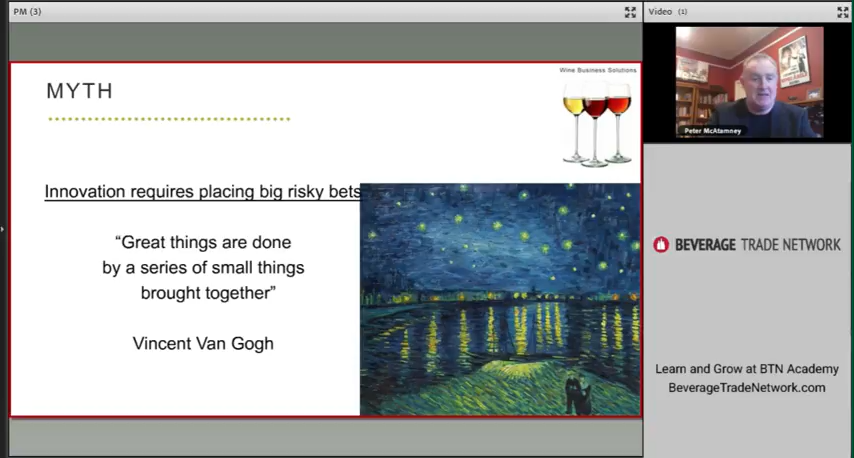 PM (3)
Video (1)
MYTH
Wine Business Solutions
Innovation requires placing big risky bets
“Great things are done
by a series of small things
brought together”
Vincent Van Gogh
Peter McAtamney
BEVERAGE TRADE NETWORK
Learn and Grow at BTN Academy
BeverageTradeNetwork.com